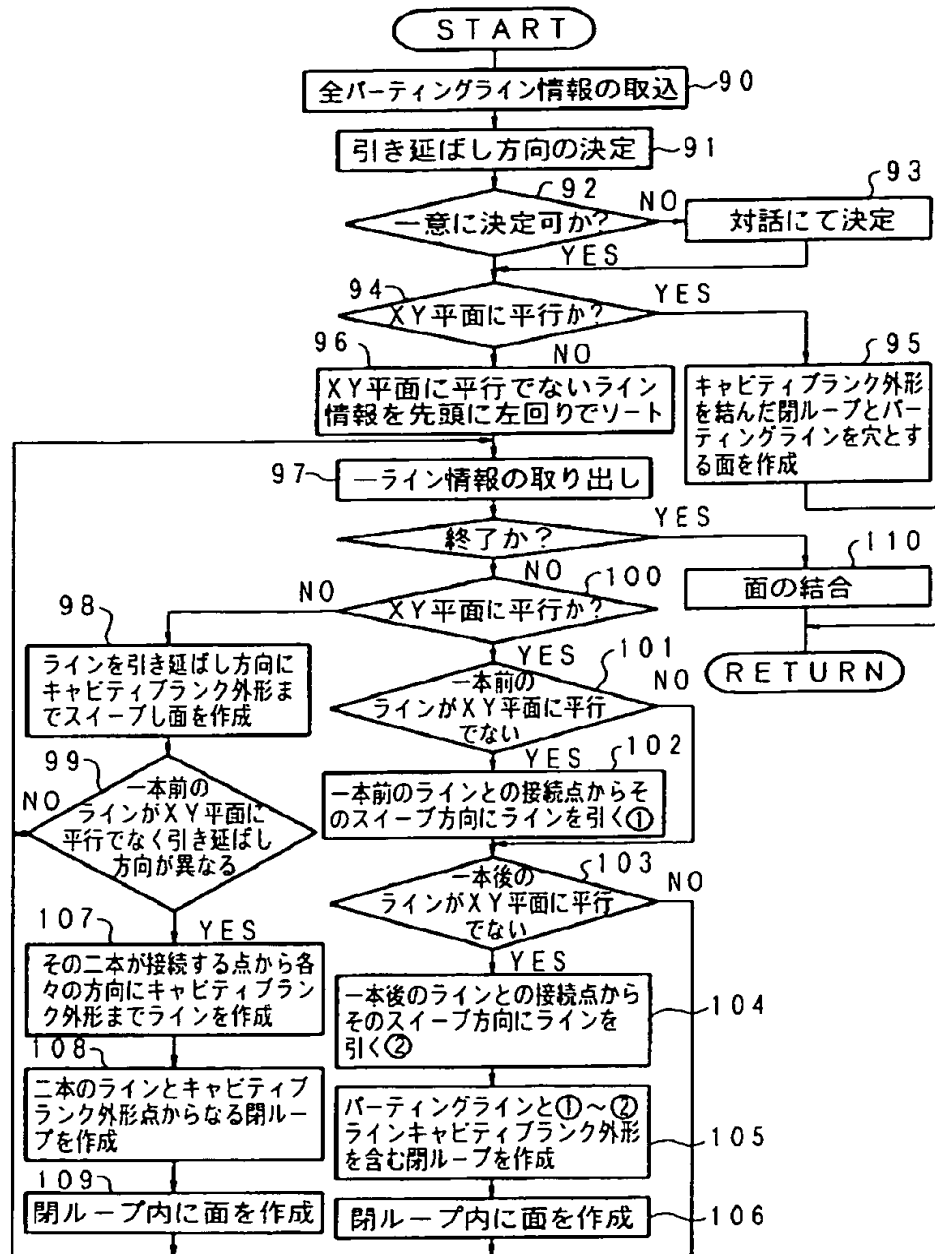 START
全パーティングライン情報の取込
90
引き延ばし方向の決定
91
92
一意に決定可か?
NO
93
対話にて決定
YES
94
XY平面に平行か?
YES
95
キャビティブランク外形
を結んだ閉ループとパー
ティングラインを穴とす
る面を作成
NO
96
XY平面に平行でないライン
情報を先頭に左回りでソート
97
一ライン情報の取り出し
終了か?
YES
110
面の結合
RETURN
NO
100
XY平面に平行か?
NO
98
ラインを引き延ばし方向に
キャビティブランク外形ま
でスイープし面を作成
99
一本前の
ラインがXY平面に
平行でなく引き延ばし
方向が異なる
NO
YES
107
その二本が接続する点から各
々の方向にキャビティブラン
ク外形までラインを作成
108
二本のラインとキャビティブ
ランク外形点からなる閉ルー
プを作成
109
閉ループ内に面を作成
YES
101
一本前の
ラインがXY平面に平行
でない
NO
YES
102
一本前のラインとの接続点からそ
のスイープ方向にラインを引く①
103
一本後の
ラインがXY平面に平行
でない
NO
YES
104
一本後のラインとの接続点から
そのスイープ方向にラインを
引く②
105
パーティングラインと①～②
ラインキャビティブランク外形
を含む閉ループを作成
106
閉ループ内に面を作成